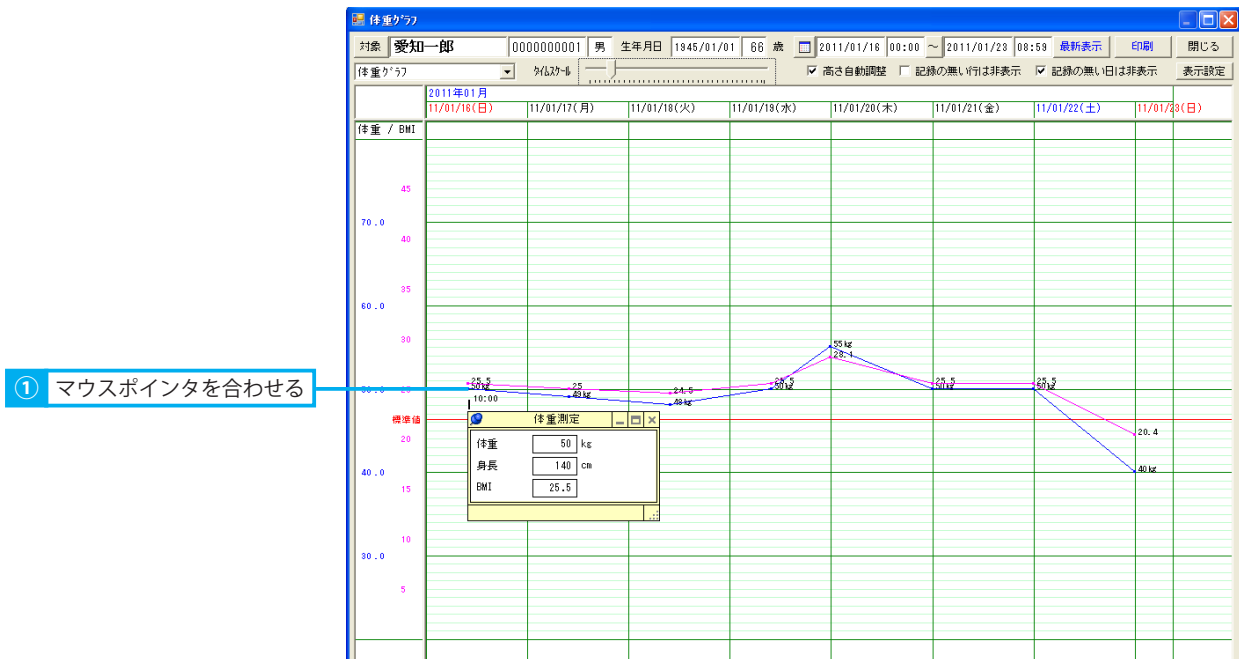 体重グラフ
対象 愛知一郎 0000000001 男 生年月日 1945/01/01 66 歳 2011/01/16 00:00 ～ 2011/01/23 08:59 最新表示 印刷 閉じる
体重グラフ タイムスケール 高さ自動調整 記録の無い行は非表示 記録の無い日は非表示 表示設定
2011年01月
11/01/16(日) 11/01/17(月) 11/01/18(火) 11/01/19(水) 11/01/20(木) 11/01/21(金) 11/01/22(土) 11/01/23(日)
体重 / BMI
45
70.0
40
35
60.0
30
55kg
28.1
25.5 25 24.5 25.5 25.5 25.5
50kg 49kg 48kg 50kg 50kg 50kg
50.0 25
① マウスポインタを合わせる
10:00
標準値
体重測定
20
20.4
体重 50 kg
身長 140 cm
BMI 25.5
40.0
40kg
15
10
30.0
5